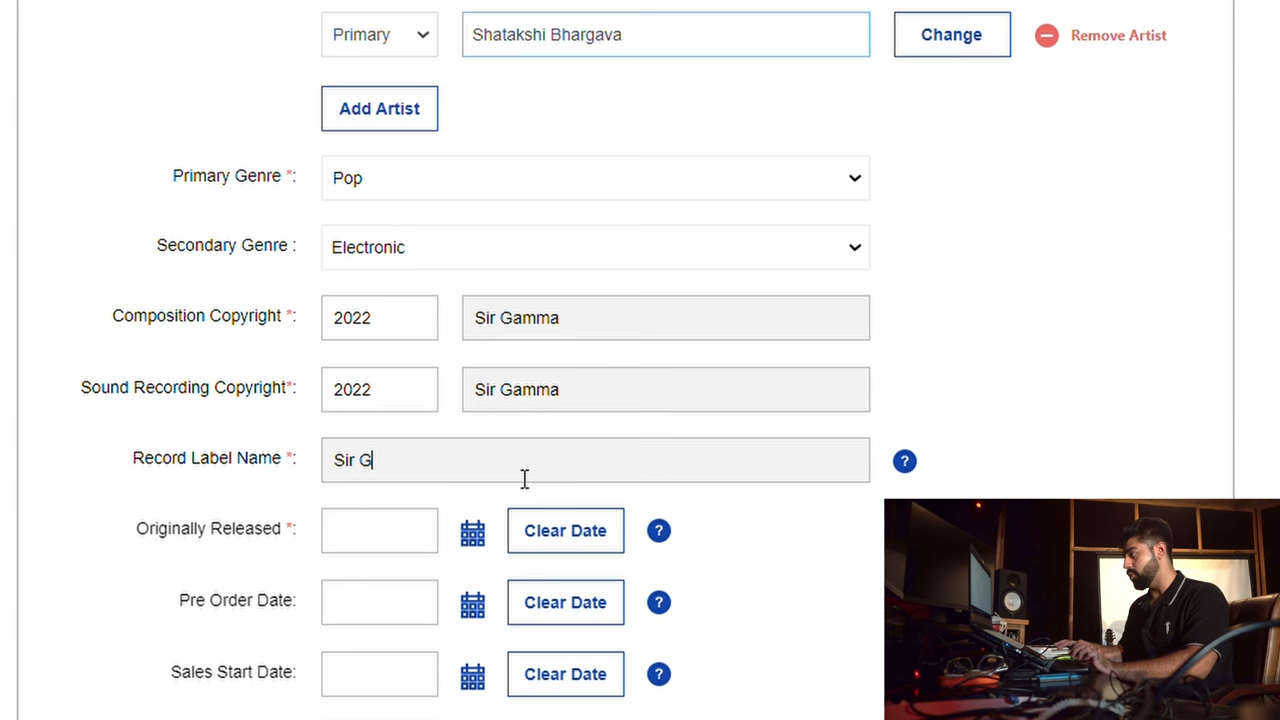 Primary Shatakshi Bhargava Change Remove Artist
Add Artist
Primary Genre *: Pop
Secondary Genre : Electronic
Composition Copyright *: 2022 Sir Gamma
Sound Recording Copyright*: 2022 Sir Gamma
Record Label Name *: Sir G ?
Originally Released *: Clear Date ?
Pre Order Date: Clear Date ?
Sales Start Date: Clear Date ?